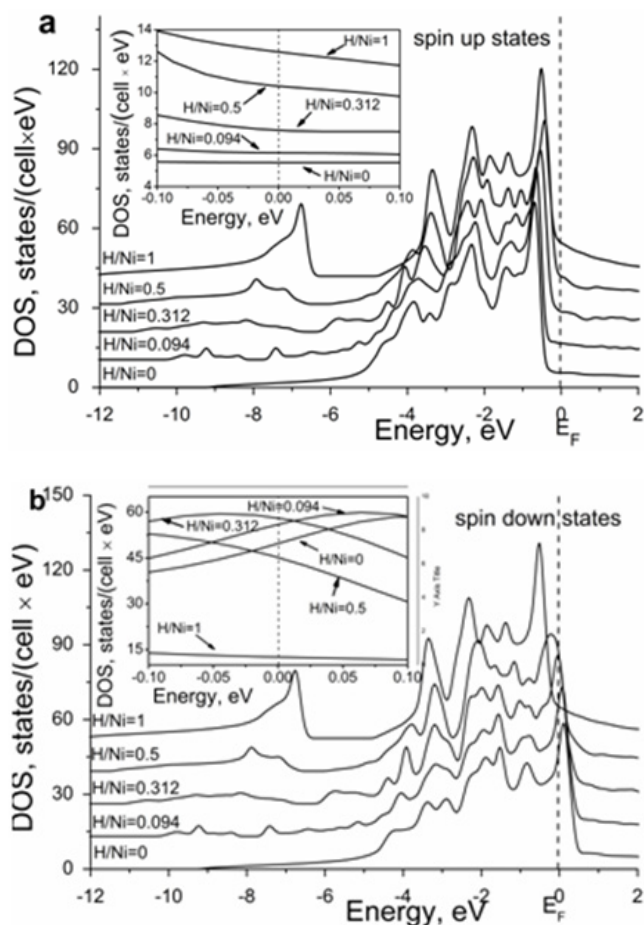 a
spin up states
DOS, states/(cell×eV)
120
90
60
30
0
-12
-10
-8
-6
-4
-2
0
2
Energy, eV
E_F
H/Ni=1
H/Ni=0.5
H/Ni=0.312
H/Ni=0.094
H/Ni=0
DOS, states/(cell × eV)
14
12
10
8
6
4
-0.10
-0.05
0.00
0.05
0.10
Energy, eV
H/Ni=1
H/Ni=0.5
H/Ni=0.312
H/Ni=0.094
H/Ni=0
b
spin down states
DOS, states/(cell × eV)
150
120
90
60
30
0
-12
-10
-8
-6
-4
-2
0
2
Energy, eV
E_F
H/Ni=1
H/Ni=0.5
H/Ni=0.312
H/Ni=0.094
H/Ni=0
DOS, states/(cell × eV)
60
45
30
15
-0.10
-0.05
0.00
0.05
0.10
Energy, eV
H/Ni=0.094
H/Ni=0.312
H/Ni=0
H/Ni=0.5
H/Ni=1
Y Axis Title